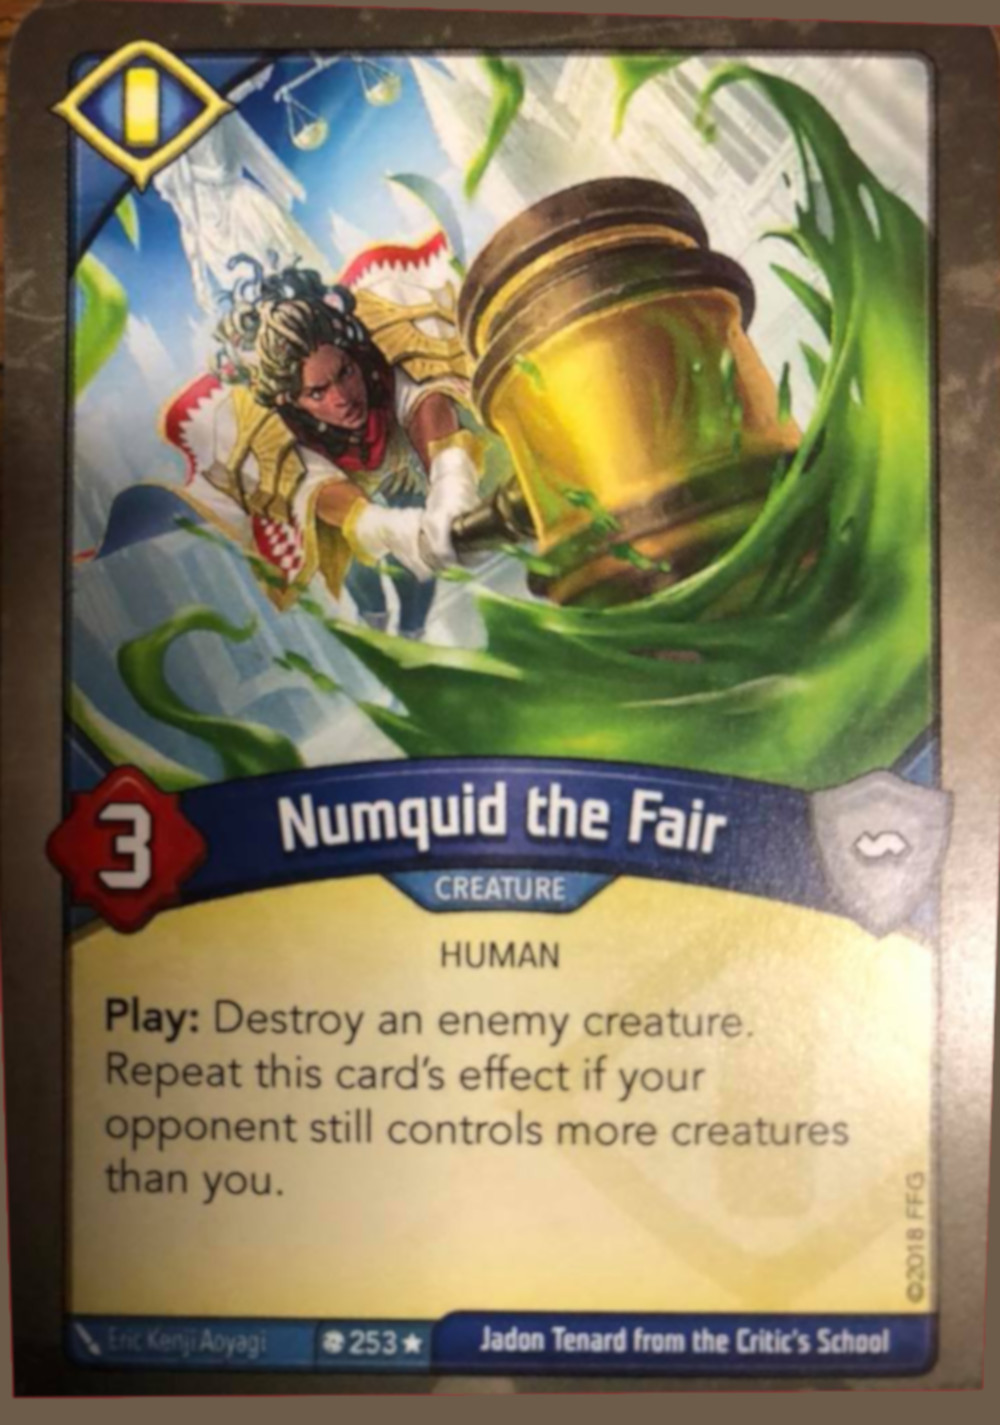 3
Numquid the Fair
~
CREATURE
HUMAN
Play: Destroy an enemy creature.
Repeat this card's effect if your
opponent still controls more creatures
than you.
©2018 FFG
Eric Kenji Aoyagi
253★
Jadon Tenard from the Critic's School